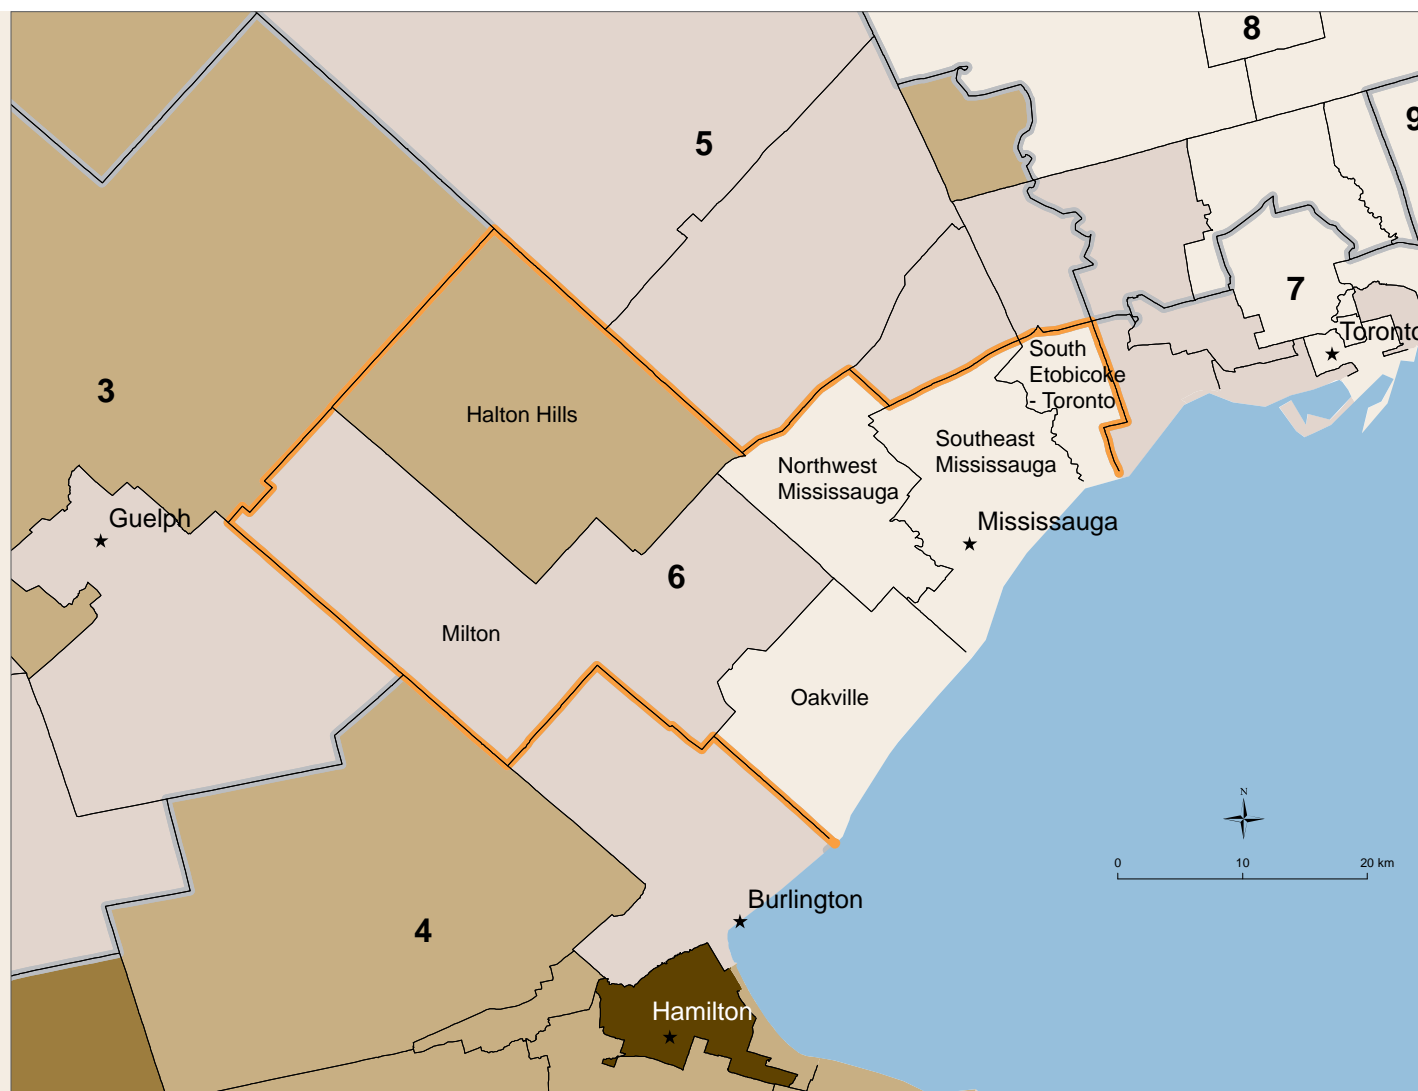 8
9
5
7
Toronto
South
Etobicoke
- Toronto
3
Halton Hills
Southeast
Mississauga
Northwest
Mississauga
Guelph
Mississauga
6
Milton
Oakville
N
0 10 20 km
Burlington
4
Hamilton